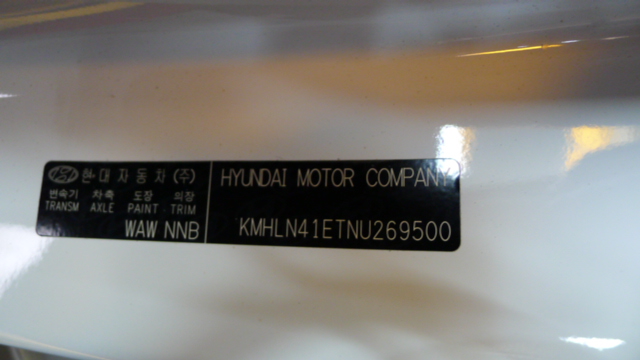 현대자동차(주)
변속기 차축 도장 의장
TRANSM AXLE PAINT TRIM
WAW NNB
HYUNDAI MOTOR COMPANY
KMHLN41ETNU269500